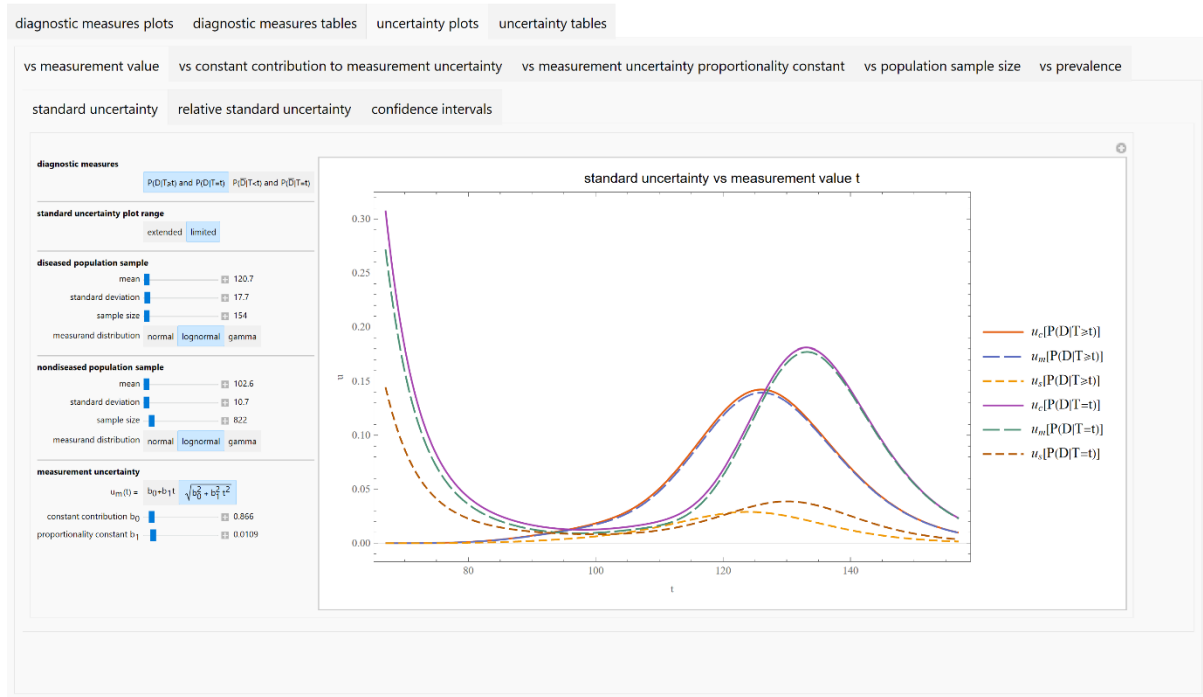 diagnostic measures plots diagnostic measures tables uncertainty plots uncertainty tables
vs measurement value vs constant contribution to measurement uncertainty vs measurement uncertainty proportionality constant vs population sample size vs prevalence
standard uncertainty relative standard uncertainty confidence intervals
diagnostic measures
P(D|T≥t) and P(D|T=t) P(D̅|T<t) and P(D̅|T=t)
standard uncertainty plot range
extended limited
diseased population sample
mean 120.7
standard deviation 17.7
sample size 154
measurand distribution normal lognormal gamma
nondiseased population sample
mean 102.6
standard deviation 10.7
sample size 822
measurand distribution normal lognormal gamma
measurement uncertainty
uₘ(t) = b₀+b₁t √(b₀² + b₁² t²)
constant contribution b₀ 0.866
proportionality constant b₁ 0.0109
standard uncertainty vs measurement value t
0.30
0.25
0.20
0.15
0.10
0.05
0.00
u
80 100 120 140
t
u_c[P(D|T≥t)]
u_m[P(D|T≥t)]
u_s[P(D|T≥t)]
u_c[P(D|T=t)]
u_m[P(D|T=t)]
u_s[P(D|T=t)]